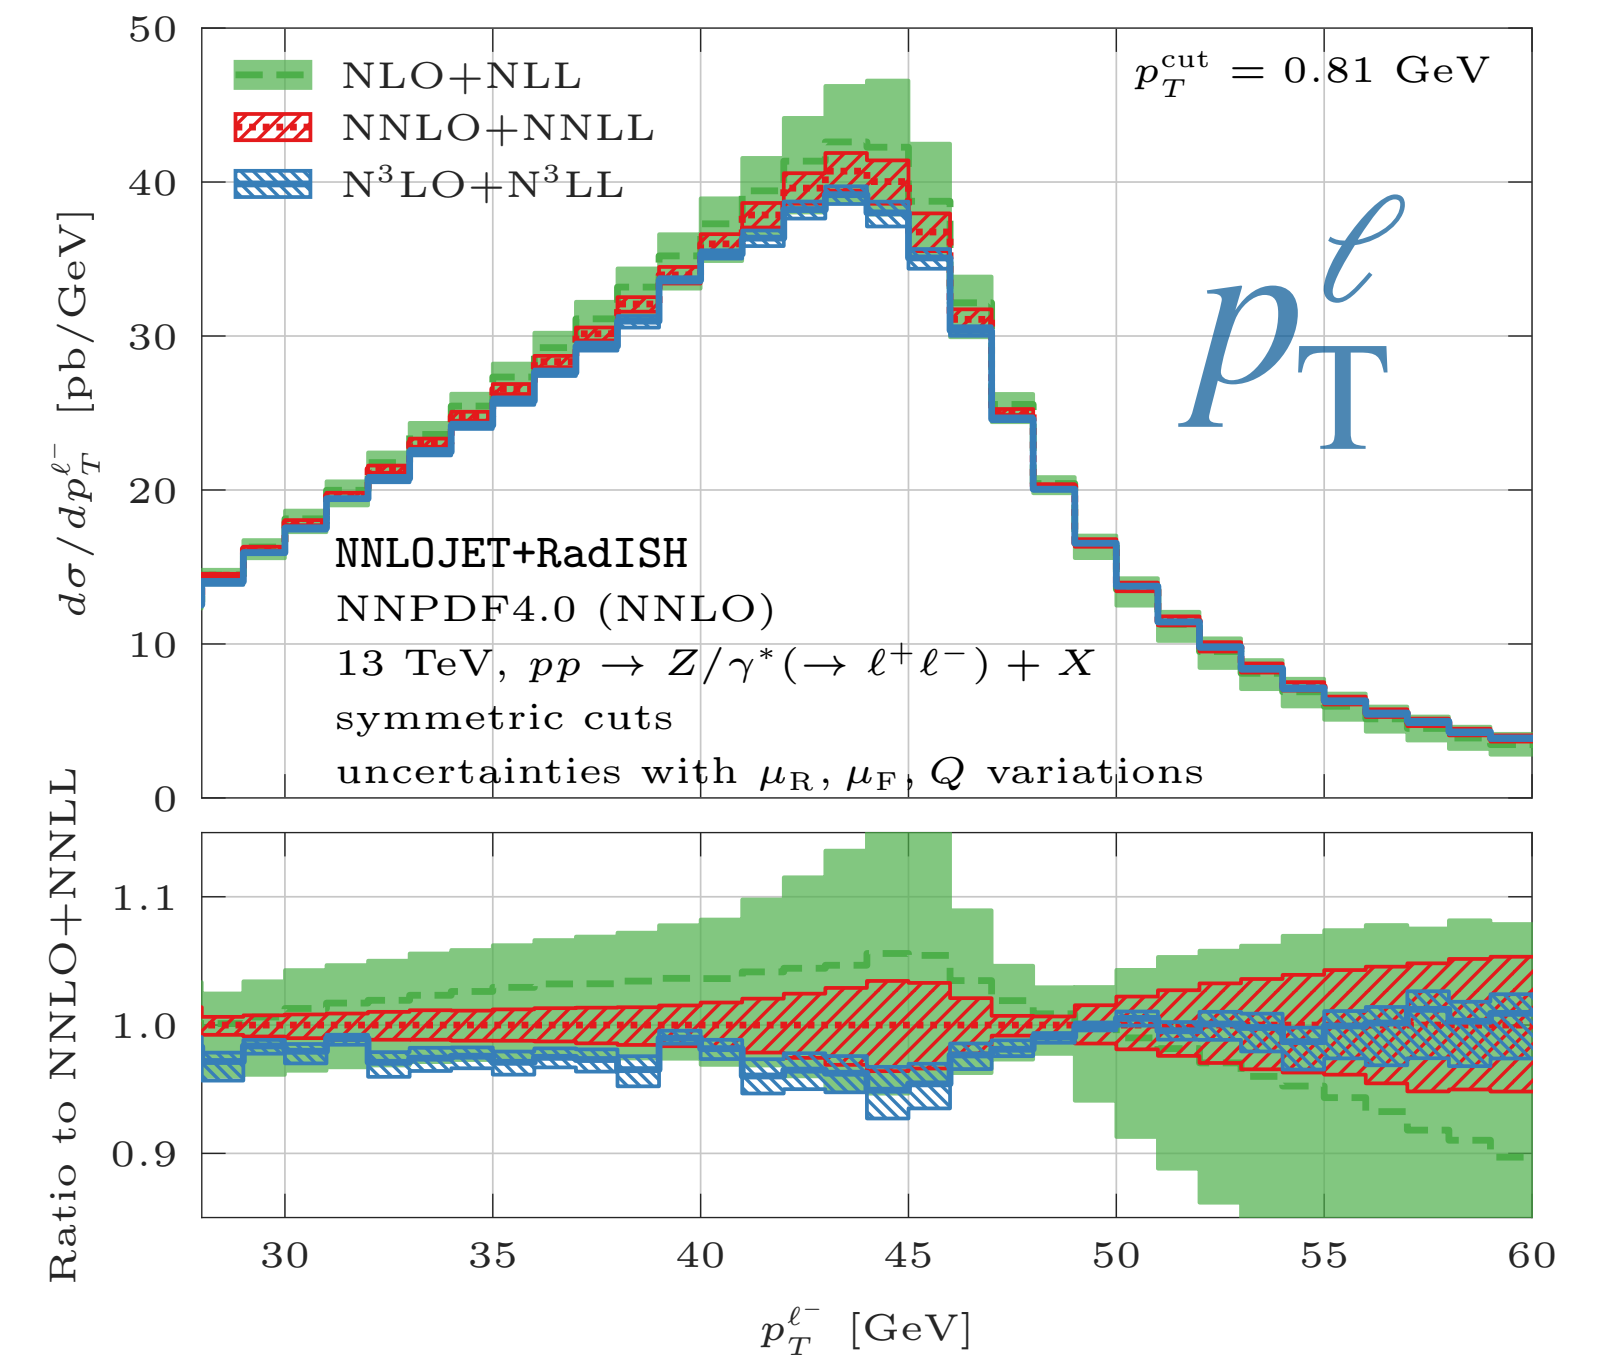 50
40
30
20
10
0
dσ/dp_T^{ℓ^-} [pb/GeV]
NLO+NLL
NNLO+NNLL
N³LO+N³LL
p_T^{cut} = 0.81 GeV
p_T^ℓ
NNLOJET+RadISH
NNPDF4.0 (NNLO)
13 TeV, pp → Z/γ*(→ ℓ⁺ℓ⁻) + X
symmetric cuts
uncertainties with μ_R, μ_F, Q variations
Ratio to NNLO+NNLL
1.1
1.0
0.9
30 35 40 45 50 55 60
p_T^{ℓ^-} [GeV]